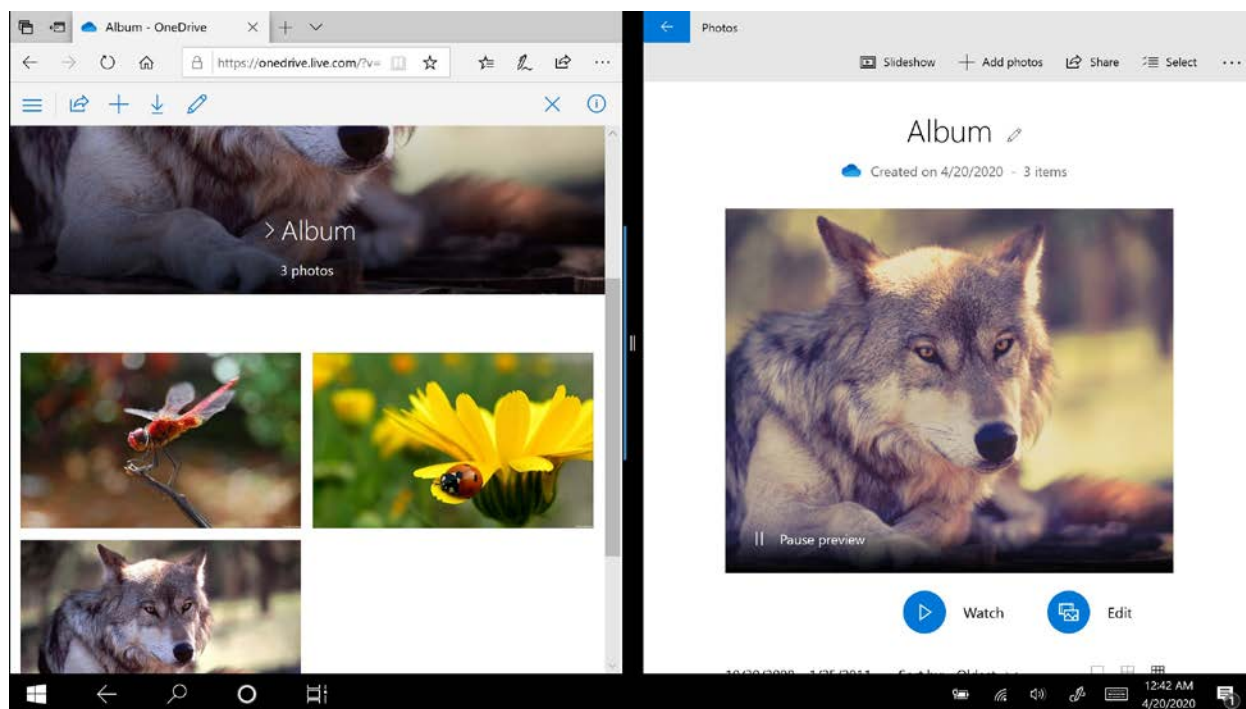 Album - OneDrive
https://onedrive.live.com/?v=
Album
3 photos
Photos
Slideshow
Add photos
Share
Select
Album
Created on 4/20/2020 - 3 items
Pause preview
Watch
Edit
12:42 AM
4/20/2020
1